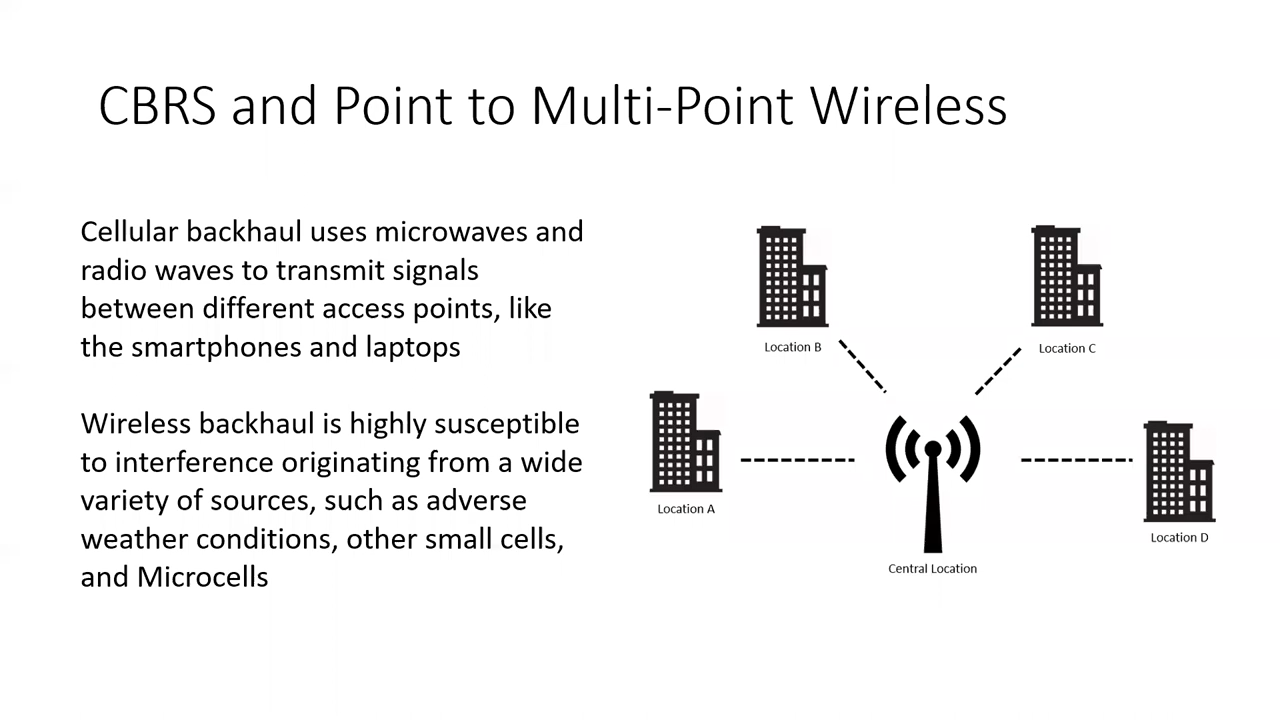 CBRS and Point to Multi-Point Wireless
Cellular backhaul uses microwaves and
radio waves to transmit signals
between different access points, like
the smartphones and laptops
Wireless backhaul is highly susceptible
to interference originating from a wide
variety of sources, such as adverse
weather conditions, other small cells,
and Microcells
Location B
Location C
Location A
Location D
Central Location